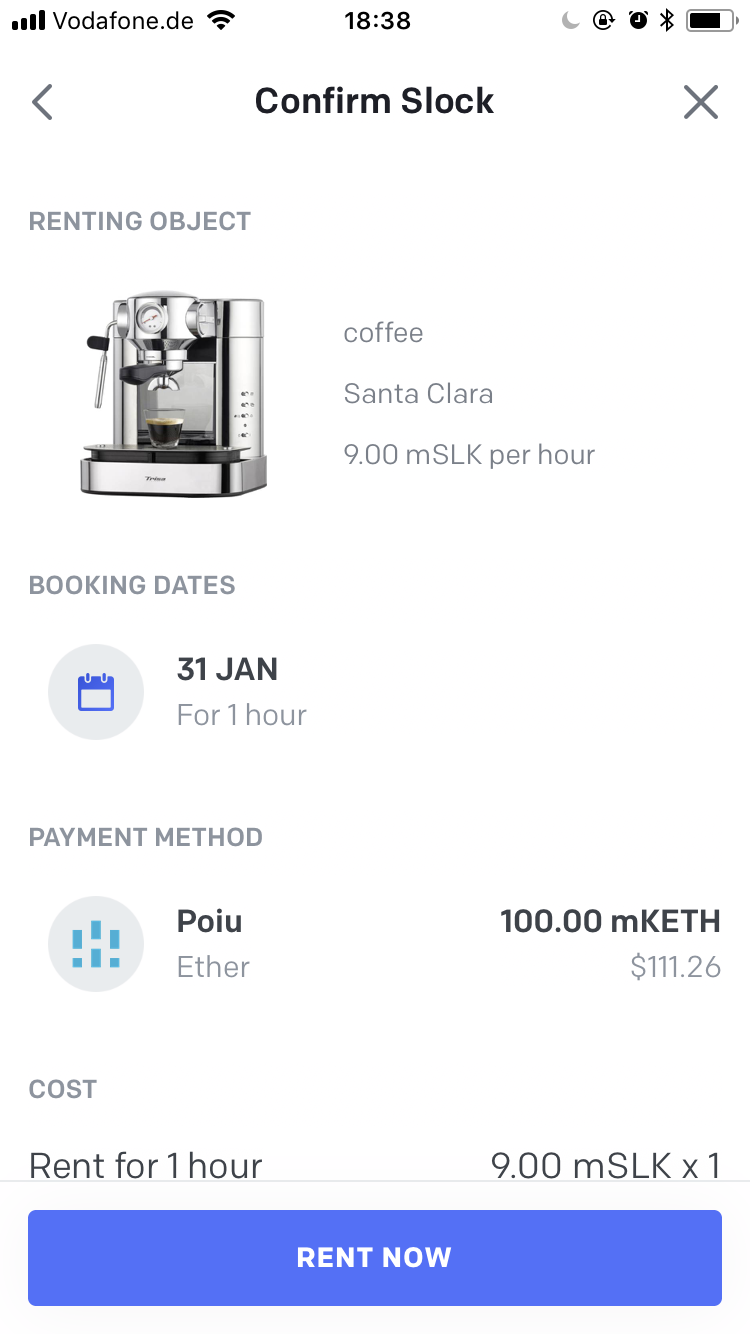 Vodafone.de 18:38
Confirm Slock
RENTING OBJECT
coffee
Santa Clara
9.00 mSLK per hour
Trisa
BOOKING DATES
31 JAN
For 1 hour
PAYMENT METHOD
Poiu 100.00 mKETH
Ether $111.26
COST
Rent for 1 hour 9.00 mSLK x 1
RENT NOW